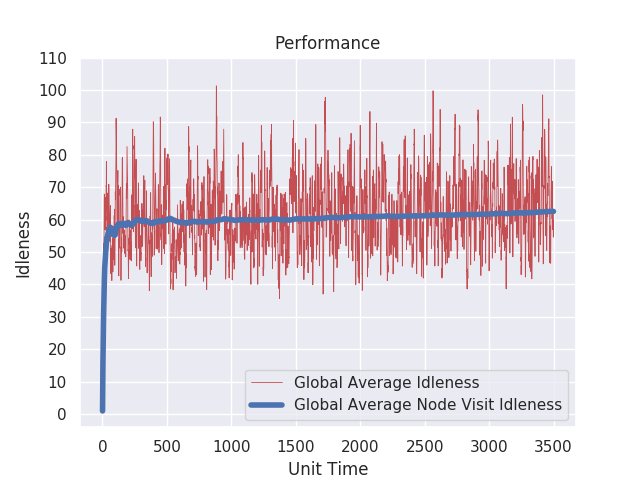 Performance
110
100
90
80
70
60
50
40
30
20
10
0
Idleness
Global Average Idleness
Global Average Node Visit Idleness
0 500 1000 1500 2000 2500 3000 3500
Unit Time